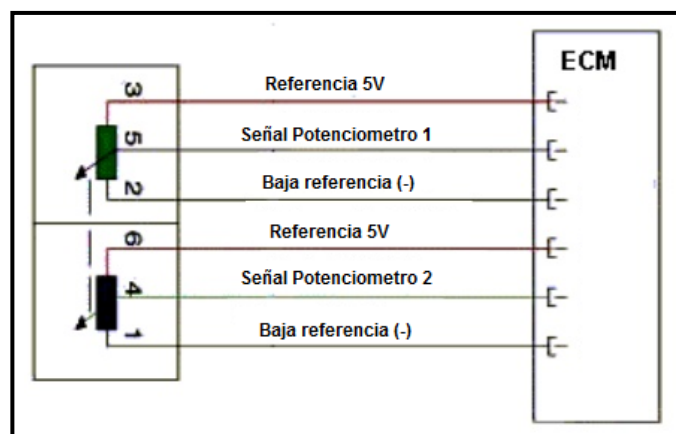 ECM
3
Referencia 5V
5
Señal Potenciometro 1
2
Baja referencia (-)
6
Referencia 5V
4
Señal Potenciometro 2
1
Baja referencia (-)